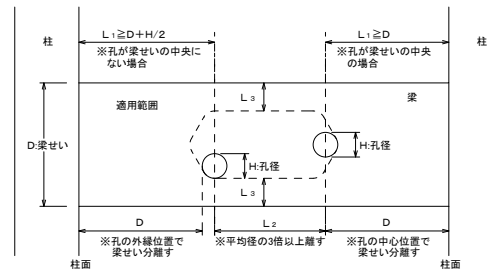 柱
L₁≧D+H/2
※孔が梁せいの中央に
ない場合
L₁≧D
※孔が梁せいの中央
の場合
柱
適用範囲
L₃
梁
D:梁せい
H:孔径
H:孔径
L₃
D
L₂
D
※孔の外縁位置で
梁せい分離す
※平均径の3倍以上離す
※孔の中心位置で
梁せい分離す
柱面
柱面